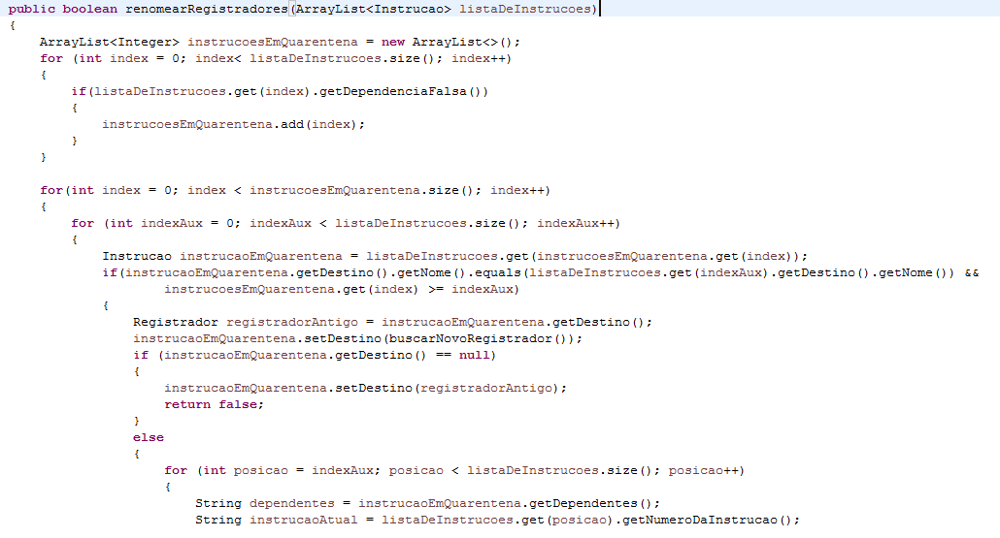 public boolean renomearRegistradores(ArrayList<Instrucao> listaDeInstrucoes)
{
    ArrayList<Integer> instrucoesEmQuarentena = new ArrayList<>();
    for (int index = 0; index< listaDeInstrucoes.size(); index++)
    {
        if(listaDeInstrucoes.get(index).getDependenciaFalsa())
        {
            instrucoesEmQuarentena.add(index);
        }
    }

    for(int index = 0; index < instrucoesEmQuarentena.size(); index++)
    {
        for (int indexAux = 0; indexAux < listaDeInstrucoes.size(); indexAux++)
        {
            Instrucao instrucaoEmQuarentena = listaDeInstrucoes.get(instrucoesEmQuarentena.get(index));
            if(instrucaoEmQuarentena.getDestino().getNome().equals(listaDeInstrucoes.get(indexAux).getDestino().getNome()) &&
                    instrucoesEmQuarentena.get(index) >= indexAux)
            {
                Registrador registradorAntigo = instrucaoEmQuarentena.getDestino();
                instrucaoEmQuarentena.setDestino(buscarNovoRegistrador());
                if (instrucaoEmQuarentena.getDestino() == null)
                {
                    instrucaoEmQuarentena.setDestino(registradorAntigo);
                    return false;
                }
                else
                {
                    for (int posicao = indexAux; posicao < listaDeInstrucoes.size(); posicao++)
                    {
                        String dependentes = instrucaoEmQuarentena.getDependentes();
                        String instrucaoAtual = listaDeInstrucoes.get(posicao).getNumeroDaInstrucao();